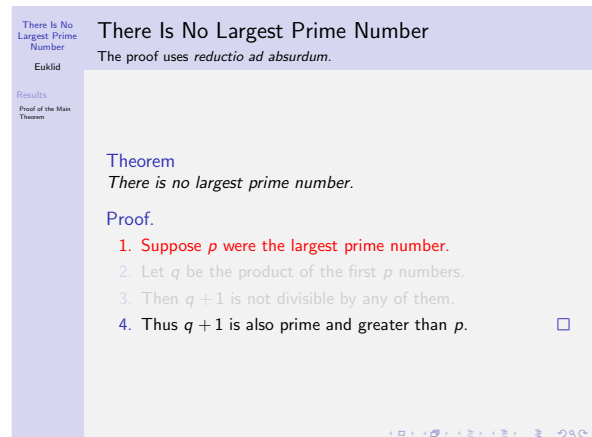 There Is No
Largest Prime
Number
Euklid
Results
Proof of the Main
Theorem
There Is No Largest Prime Number
The proof uses reductio ad absurdum.
Theorem
There is no largest prime number.
Proof.
1. Suppose p were the largest prime number.
2. Let q be the product of the first p numbers.
3. Then q + 1 is not divisible by any of them.
4. Thus q + 1 is also prime and greater than p.